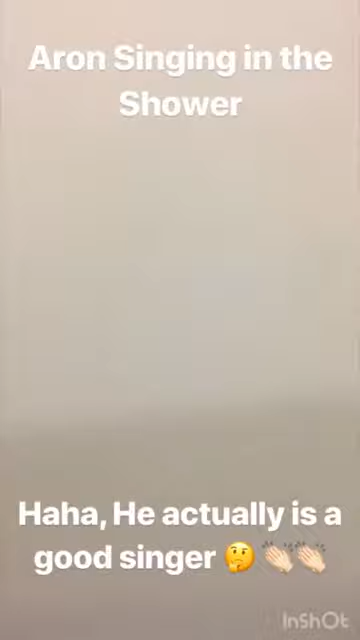 Aron Singing in the
Shower
Haha, He actually is a
good singer 🤔👏🏻👏🏻
InShOt